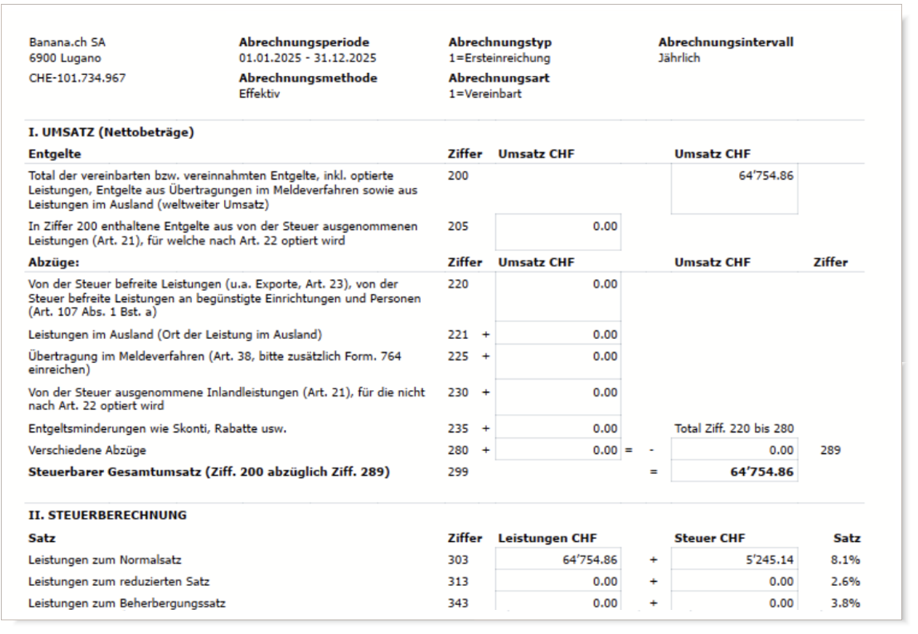 Banana.ch SA Abrechnungsperiode Abrechnungstyp Abrechnungsintervall
6900 Lugano 01.01.2025 - 31.12.2025 1=Ersteinreichung Jährlich
CHE-101.734.967 Abrechnungsmethode Abrechnungsart
Effektiv 1=Vereinbart
I. UMSATZ (Nettobeträge)
Entgelte Ziffer Umsatz CHF Umsatz CHF
Total der vereinbarten bzw. vereinnahmten Entgelte, inkl. optierte 200 64'754.86
Leistungen, Entgelte aus Übertragungen im Meldeverfahren sowie aus
Leistungen im Ausland (weltweiter Umsatz)
In Ziffer 200 enthaltene Entgelte aus von der Steuer ausgenommenen 205 0.00
Leistungen (Art. 21), für welche nach Art. 22 optiert wird
Abzüge: Ziffer Umsatz CHF Umsatz CHF Ziffer
Von der Steuer befreite Leistungen (u.a. Exporte, Art. 23), von der 220 0.00
Steuer befreite Leistungen an begünstigte Einrichtungen und Personen
(Art. 107 Abs. 1 Bst. a)
Leistungen im Ausland (Ort der Leistung im Ausland) 221 + 0.00
Übertragung im Meldeverfahren (Art. 38, bitte zusätzlich Form. 764 225 + 0.00
einreichen)
Von der Steuer ausgenommene Inlandleistungen (Art. 21), für die nicht 230 + 0.00
nach Art. 22 optiert wird
Entgeltsminderungen wie Skonti, Rabatte usw. 235 + 0.00 Total Ziff. 220 bis 280
Verschiedene Abzüge 280 + 0.00 = - 0.00 289
Steuerbarer Gesamtumsatz (Ziff. 200 abzüglich Ziff. 289) 299 = 64'754.86
II. STEUERBERECHNUNG
Satz Ziffer Leistungen CHF Steuer CHF Satz
Leistungen zum Normalsatz 303 64'754.86 + 5'245.14 8.1%
Leistungen zum reduzierten Satz 313 0.00 + 0.00 2.6%
Leistungen zum Beherbergungssatz 343 0.00 + 0.00 3.8%